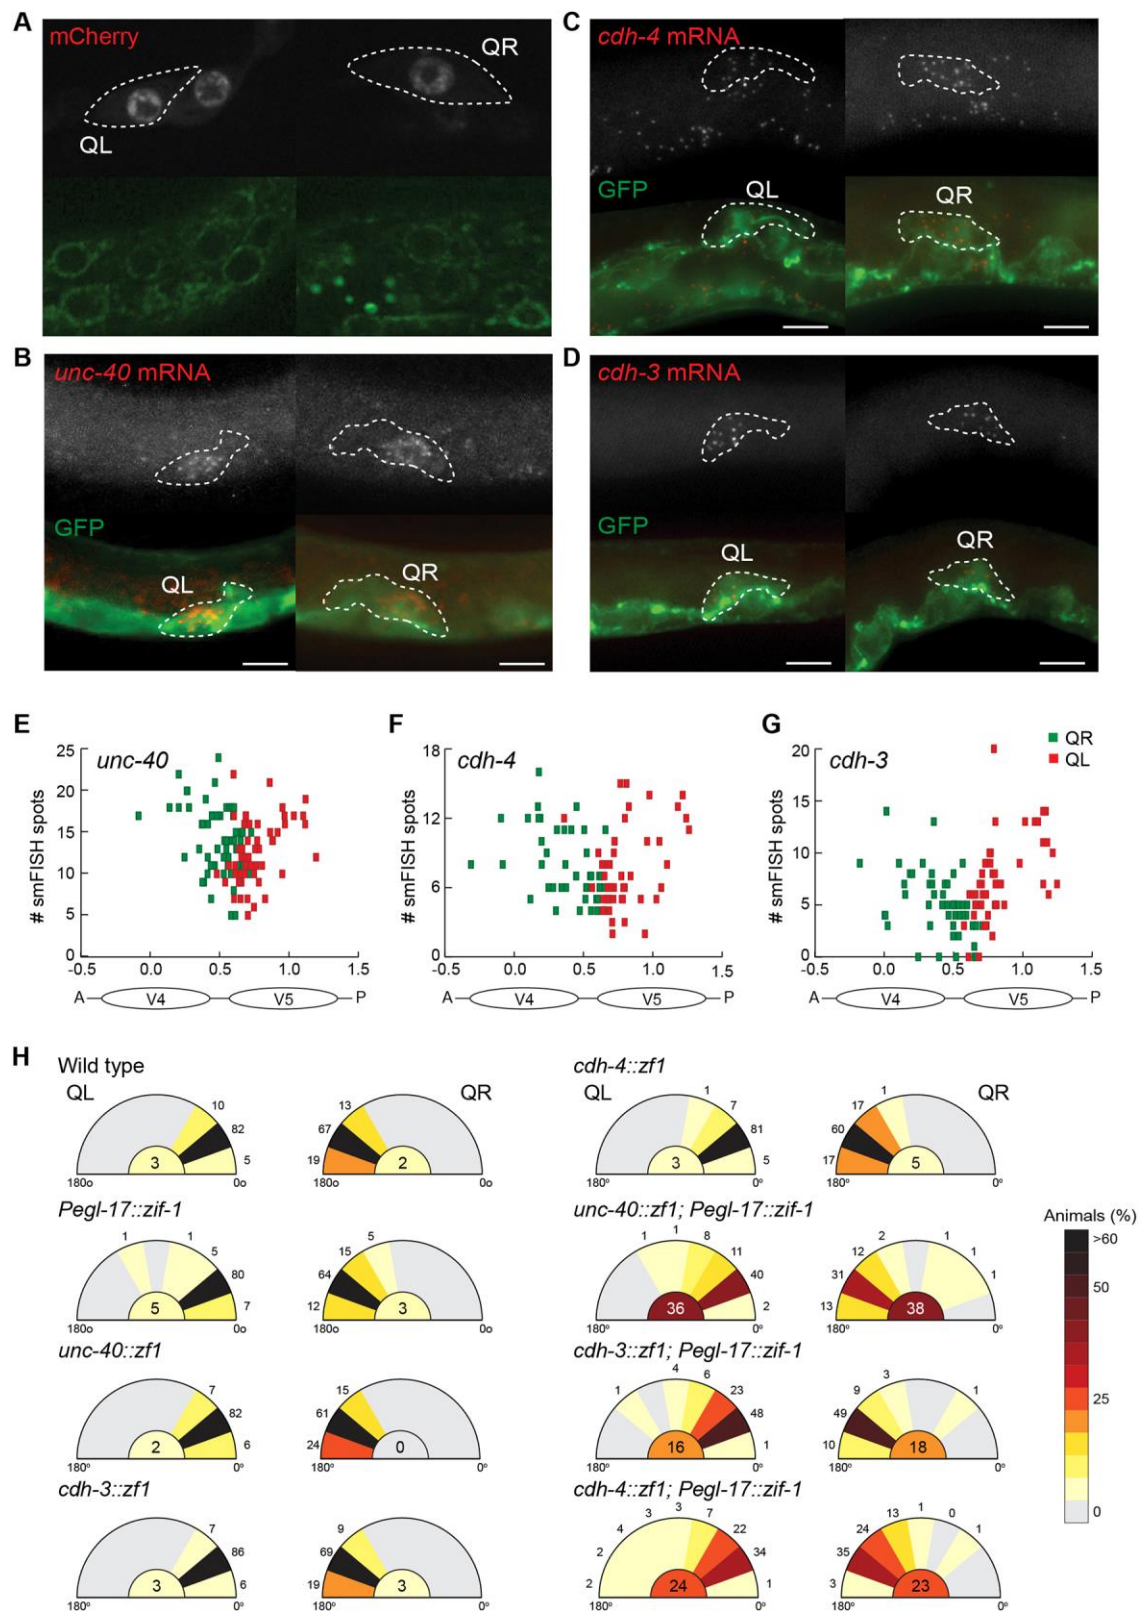 A
mCherry
QR
QL
C
cdh-4 mRNA
GFP
QL
QR
B
unc-40 mRNA
GFP
QL
QR
D
cdh-3 mRNA
GFP
QL
QR
E
unc-40
# smFISH spots
25
20
15
10
5
0
-0.5 0.0 0.5 1.0 1.5
A V4 V5 P
F
cdh-4
# smFISH spots
18
12
6
0
-0.5 0.0 0.5 1.0 1.5
A V4 V5 P
G
cdh-3
QR
QL
# smFISH spots
20
15
10
5
0
-0.5 0.0 0.5 1.0 1.5
A V4 V5 P
H
Wild type
QL QR
10 82 5 3 180o 0o
13 67 19 2 180o 0o
Pegl-17::zif-1
1 1 5 80 7 5 180o 0o
5 15 64 12 3 180o 0o
unc-40::zf1
7 82 6 2 180° 0°
15 61 24 0 180° 0°
cdh-3::zf1
7 86 6 3 180° 0°
9 69 19 3 180° 0°
cdh-4::zf1
QL QR
1 7 81 5 3 180° 0°
1 17 60 17 5 180° 0°
unc-40::zf1; Pegl-17::zif-1
1 1 8 11 40 2 36 180° 0°
2 12 31 13 1 1 1 38 180° 0°
cdh-3::zf1; Pegl-17::zif-1
1 4 6 23 48 1 16 180° 0°
3 9 49 10 1 18 180° 0°
cdh-4::zf1; Pegl-17::zif-1
2 2 4 3 3 7 22 34 1 24 180° 0°
3 35 24 13 1 0 1 23 180° 0°
Animals (%)
>60
50
25
0